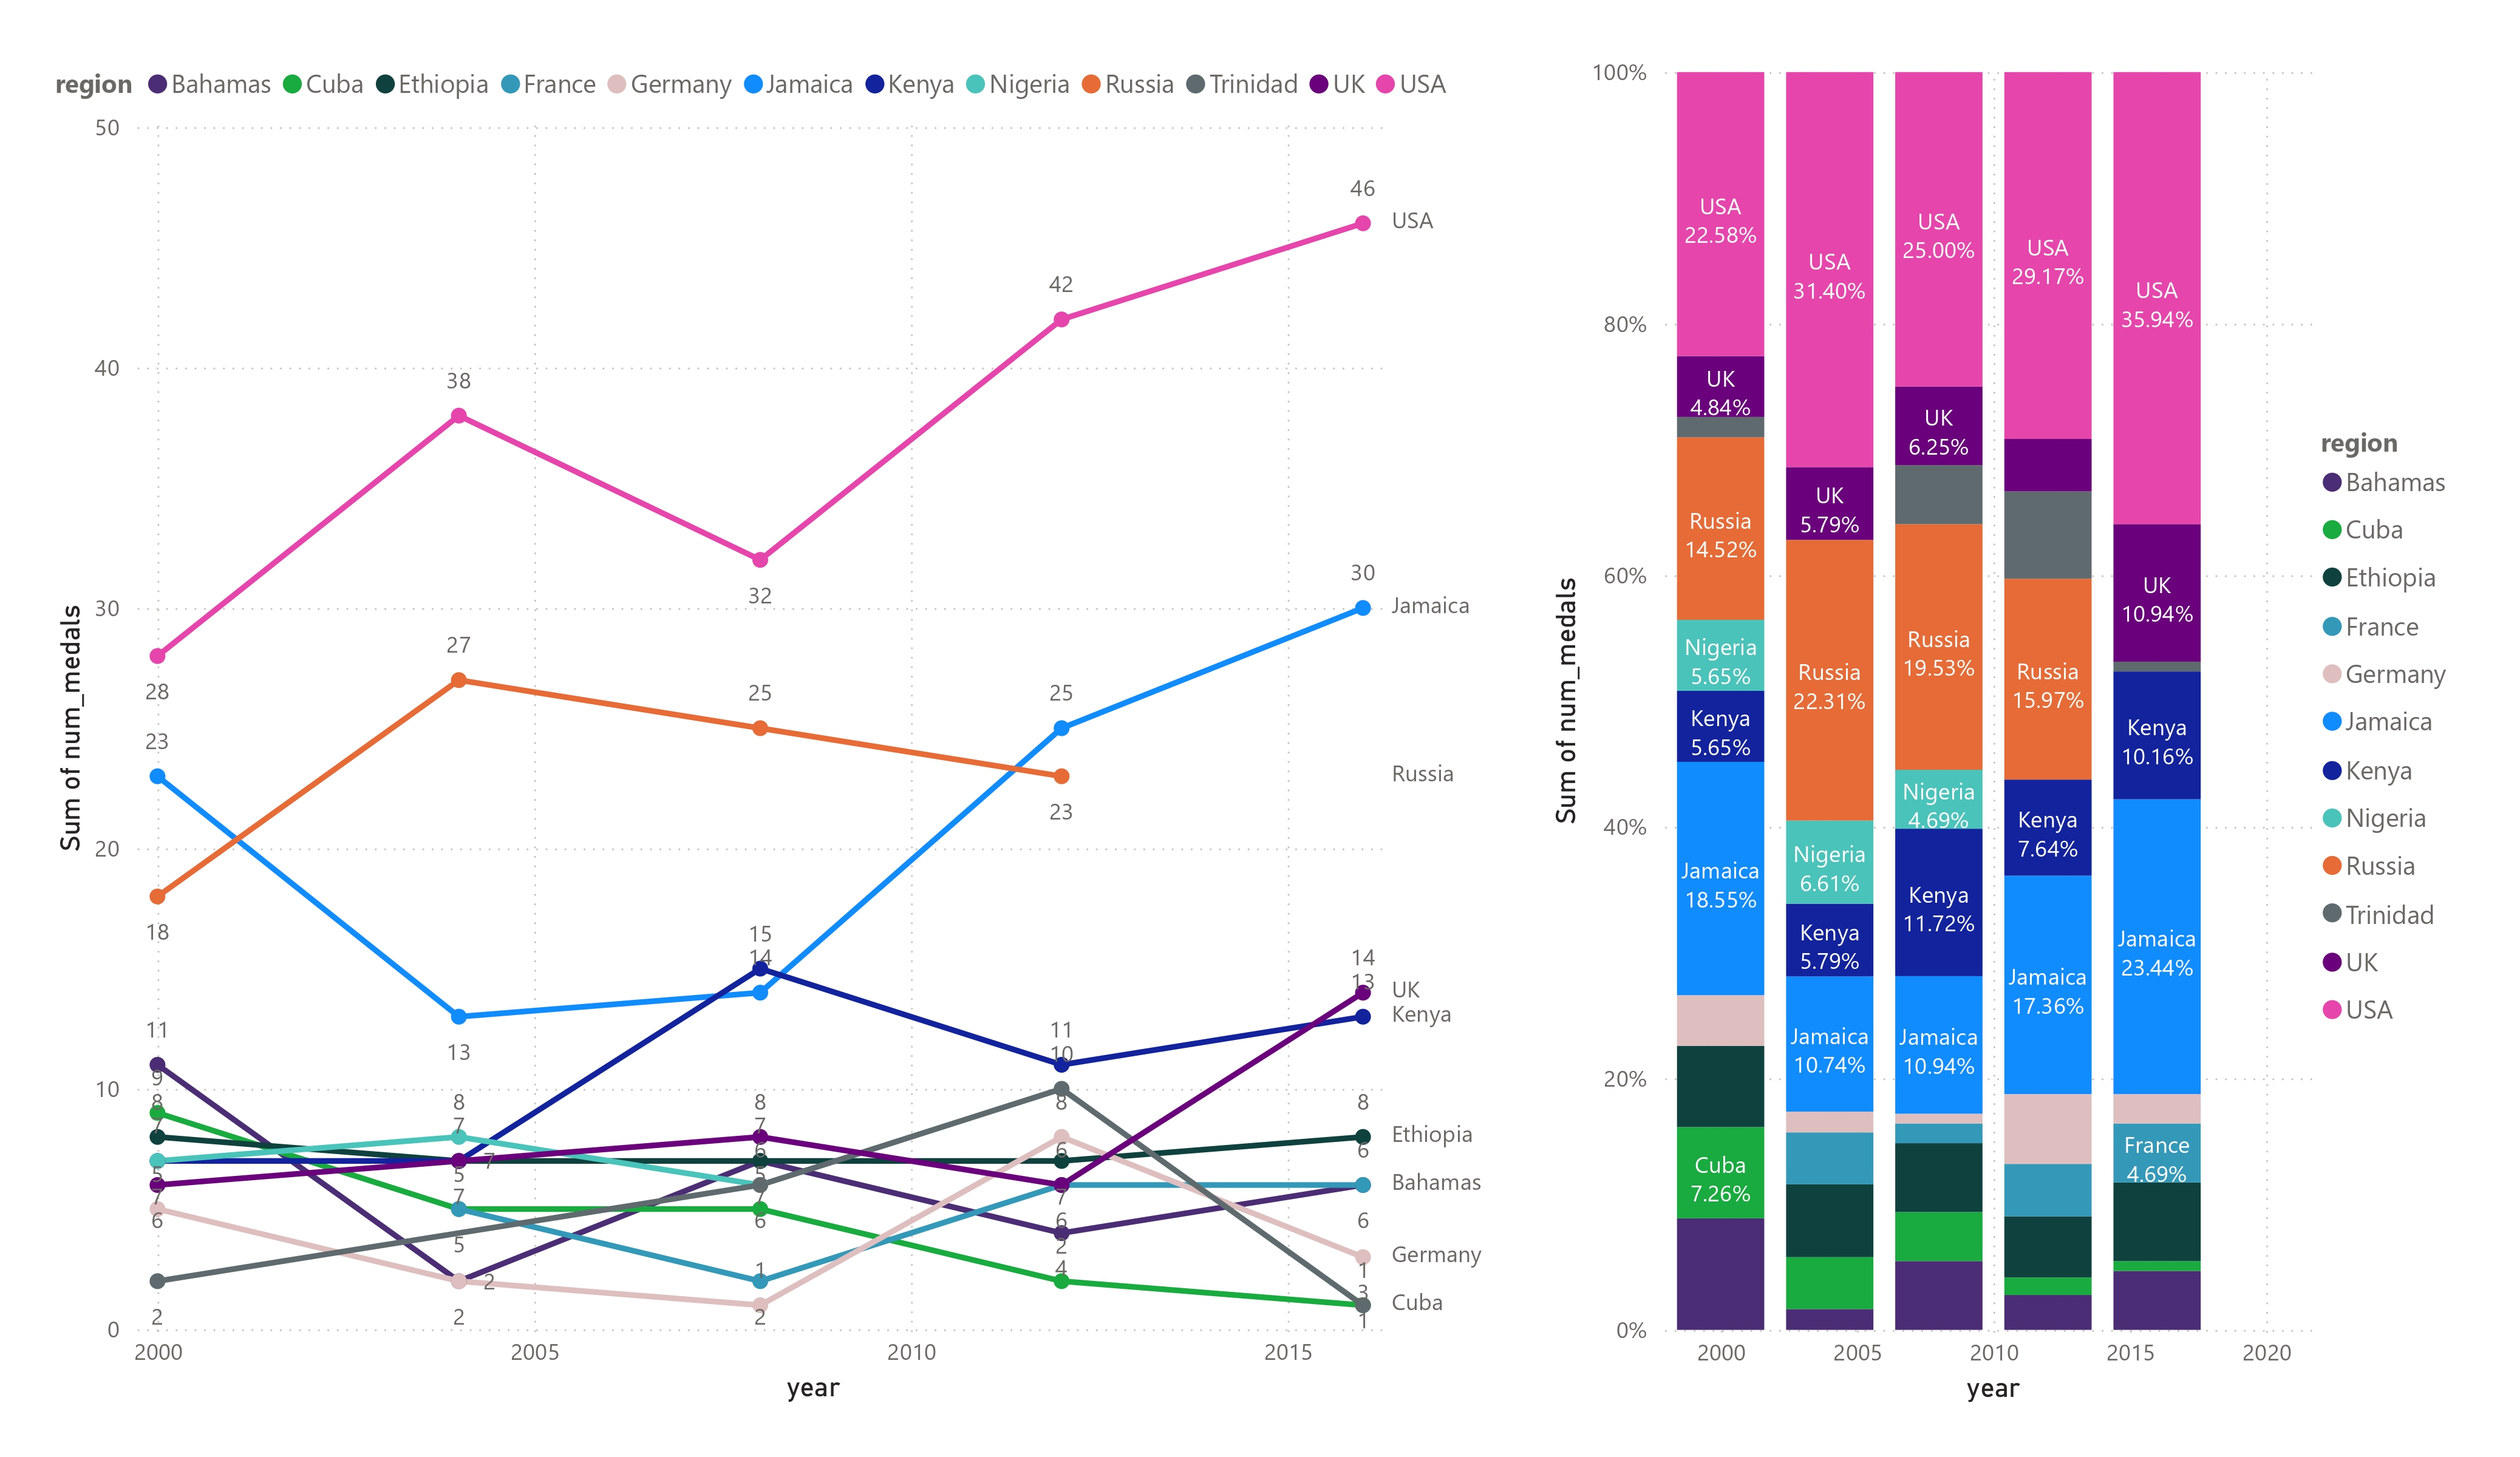 region Bahamas Cuba Ethiopia France Germany Jamaica Kenya Nigeria Russia Trinidad UK USA
50
40
30
20
10
0
Sum of num_medals
2000 2005 2010 2015
year
46
USA
42
38
32
28
30
Jamaica
27
25
25
23
Russia
23
18
15
14
14
13
UK
Kenya
13
11
9
8
7
5
7
6
2
8
7
7
5
7
5
2
2
8
7
6
5
7
6
1
2
11
10
8
6
7
6
2
4
8
Ethiopia
6
Bahamas
6
Germany
1
3
Cuba
1
100%
80%
60%
40%
20%
0%
Sum of num_medals
USA
22.58%
UK
4.84%
Russia
14.52%
Nigeria
5.65%
Kenya
5.65%
Jamaica
18.55%
Cuba
7.26%
USA
31.40%
UK
5.79%
Russia
22.31%
Nigeria
6.61%
Kenya
5.79%
Jamaica
10.74%
USA
25.00%
UK
6.25%
Russia
19.53%
Nigeria
4.69%
Kenya
11.72%
Jamaica
10.94%
USA
29.17%
Russia
15.97%
Kenya
7.64%
Jamaica
17.36%
USA
35.94%
UK
10.94%
Kenya
10.16%
Jamaica
23.44%
France
4.69%
2000 2005 2010 2015 2020
year
region
Bahamas
Cuba
Ethiopia
France
Germany
Jamaica
Kenya
Nigeria
Russia
Trinidad
UK
USA